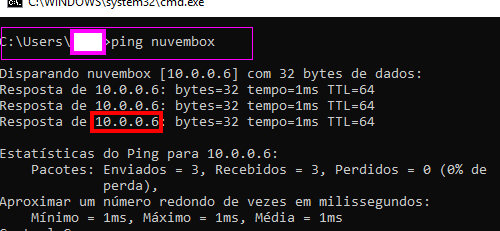 C:\WINDOWS\system32\cmd.exe
C:\Users\ >ping nuvembox
Disparando nuvembox [10.0.0.6] com 32 bytes de dados:
Resposta de 10.0.0.6: bytes=32 tempo=1ms TTL=64
Resposta de 10.0.0.6: bytes=32 tempo=1ms TTL=64
Resposta de 10.0.0.6: bytes=32 tempo=1ms TTL=64
Estatísticas do Ping para 10.0.0.6:
Pacotes: Enviados = 3, Recebidos = 3, Perdidos = 0 (0% de
perda),
Aproximar um número redondo de vezes em milissegundos:
Mínimo = 1ms, Máximo = 1ms, Média = 1ms